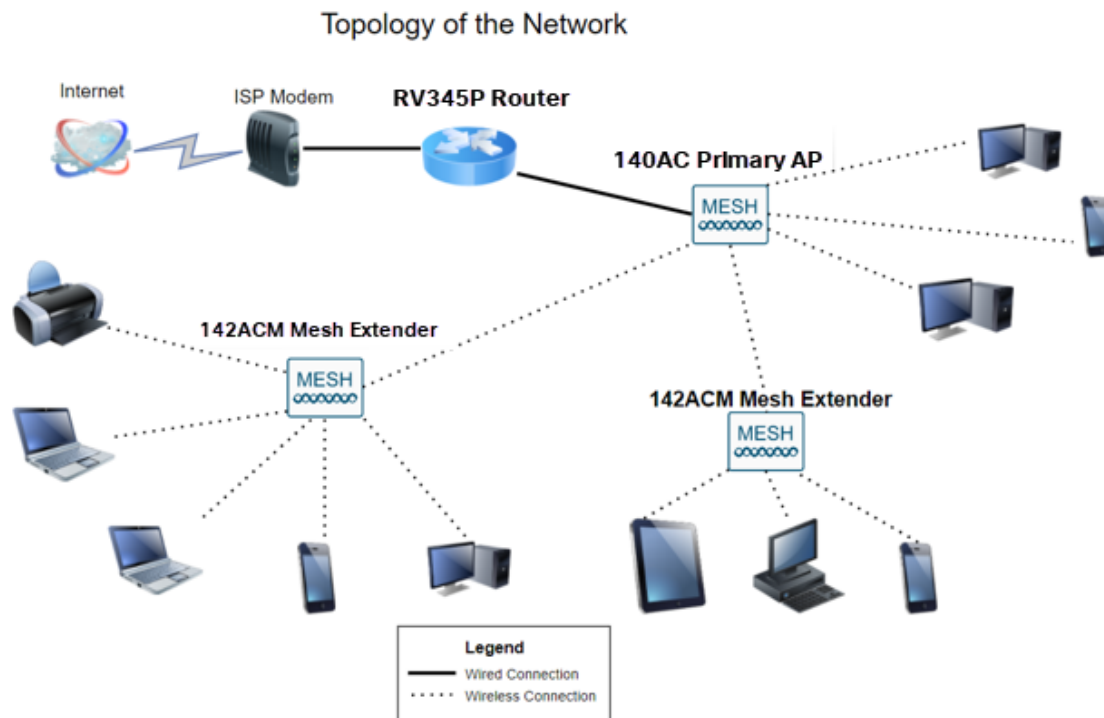 Topology of the Network
Internet
ISP Modem
RV345P Router
140AC Primary AP
MESH
142ACM Mesh Extender
MESH
142ACM Mesh Extender
MESH
Legend
Wired Connection
Wireless Connection